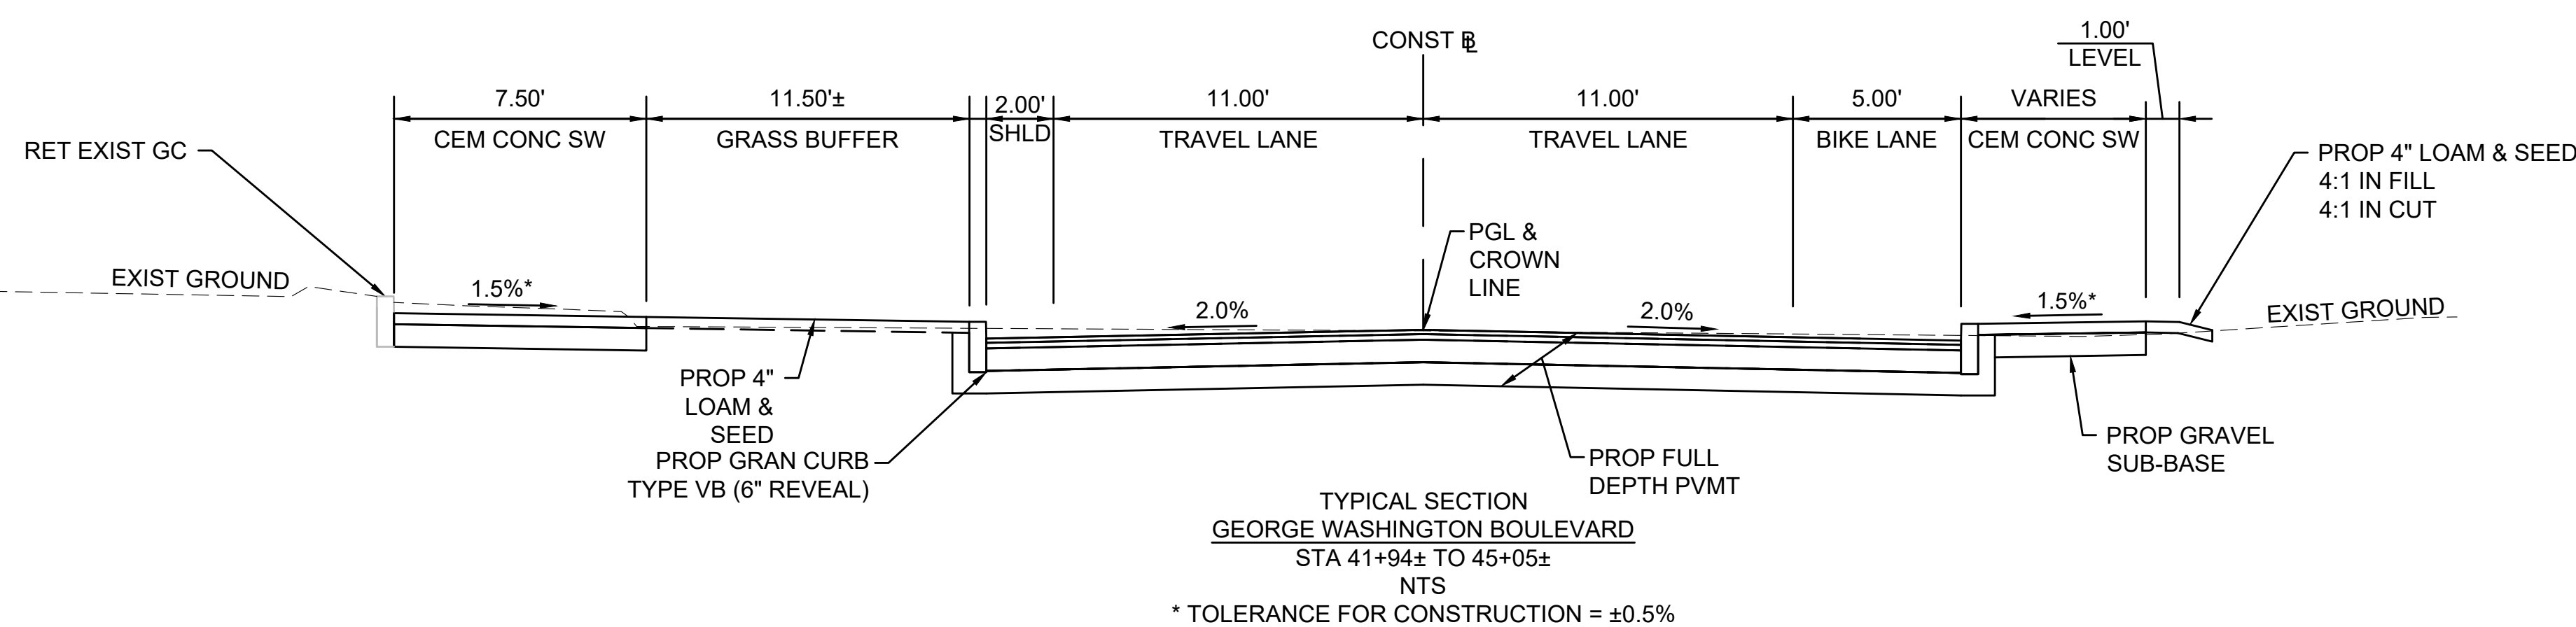 CONST BL
1.00'
LEVEL
7.50'
11.50'±
2.00'
11.00'
11.00'
5.00'
VARIES
CEM CONC SW
GRASS BUFFER
SHLD
TRAVEL LANE
TRAVEL LANE
BIKE LANE
CEM CONC SW
RET EXIST GC
PROP 4" LOAM & SEED
4:1 IN FILL
4:1 IN CUT
PGL &
CROWN
LINE
EXIST GROUND
1.5%*
2.0%
2.0%
1.5%*
EXIST GROUND
PROP 4"
LOAM &
SEED
PROP GRAN CURB
TYPE VB (6" REVEAL)
PROP FULL
DEPTH PVMT
PROP GRAVEL
SUB-BASE
TYPICAL SECTION
GEORGE WASHINGTON BOULEVARD
STA 41+94± TO 45+05±
NTS
* TOLERANCE FOR CONSTRUCTION = ±0.5%